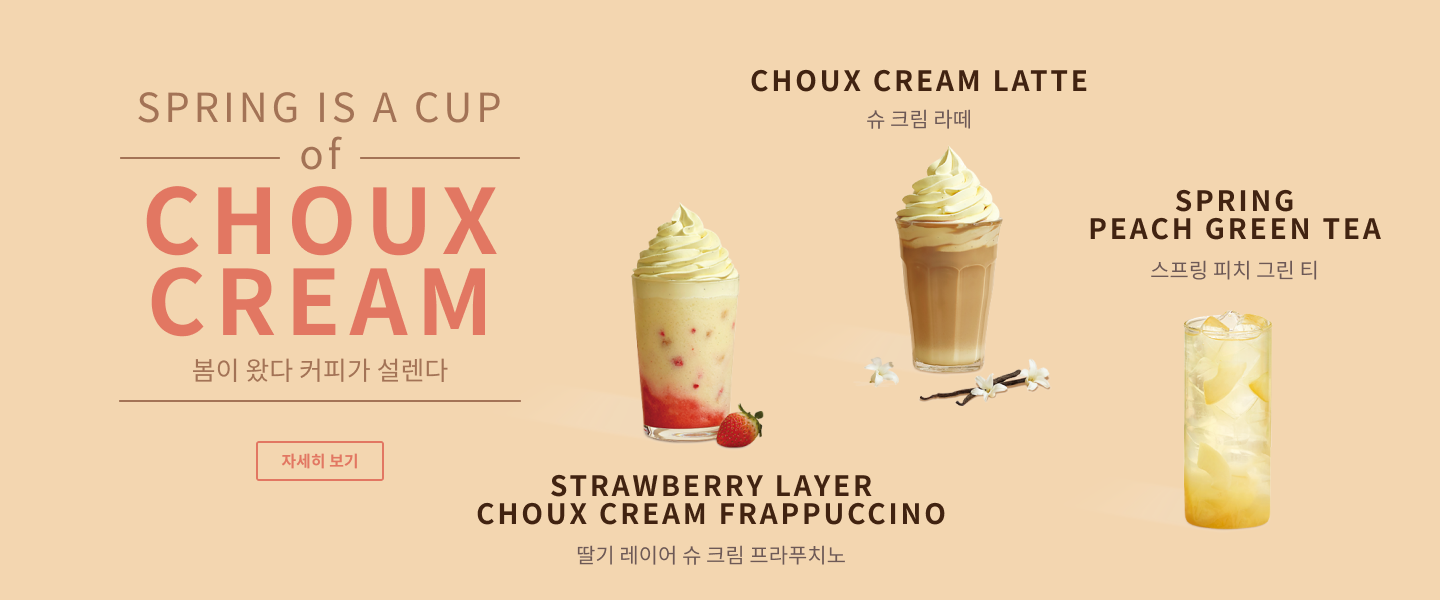 SPRING IS A CUP
of
CHOUX
CREAM
봄이 왔다 커피가 설렌다
자세히 보기
STRAWBERRY LAYER
CHOUX CREAM FRAPPUCCINO
딸기 레이어 슈 크림 프라푸치노
CHOUX CREAM LATTE
슈 크림 라떼
SPRING
PEACH GREEN TEA
스프링 피치 그린 티